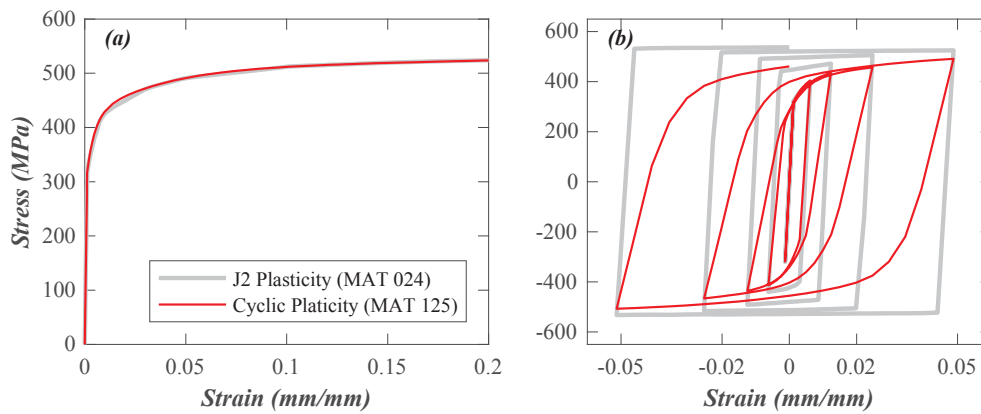 (a)
Stress (MPa)
600
500
400
300
200
100
0
J2 Plasticity (MAT 024)
Cyclic Platicity (MAT 125)
0 0.05 0.1 0.15 0.2
Strain (mm/mm)
(b)
600
400
200
0
-200
-400
-600
-0.05 -0.02 0 0.02 0.05
Strain (mm/mm)